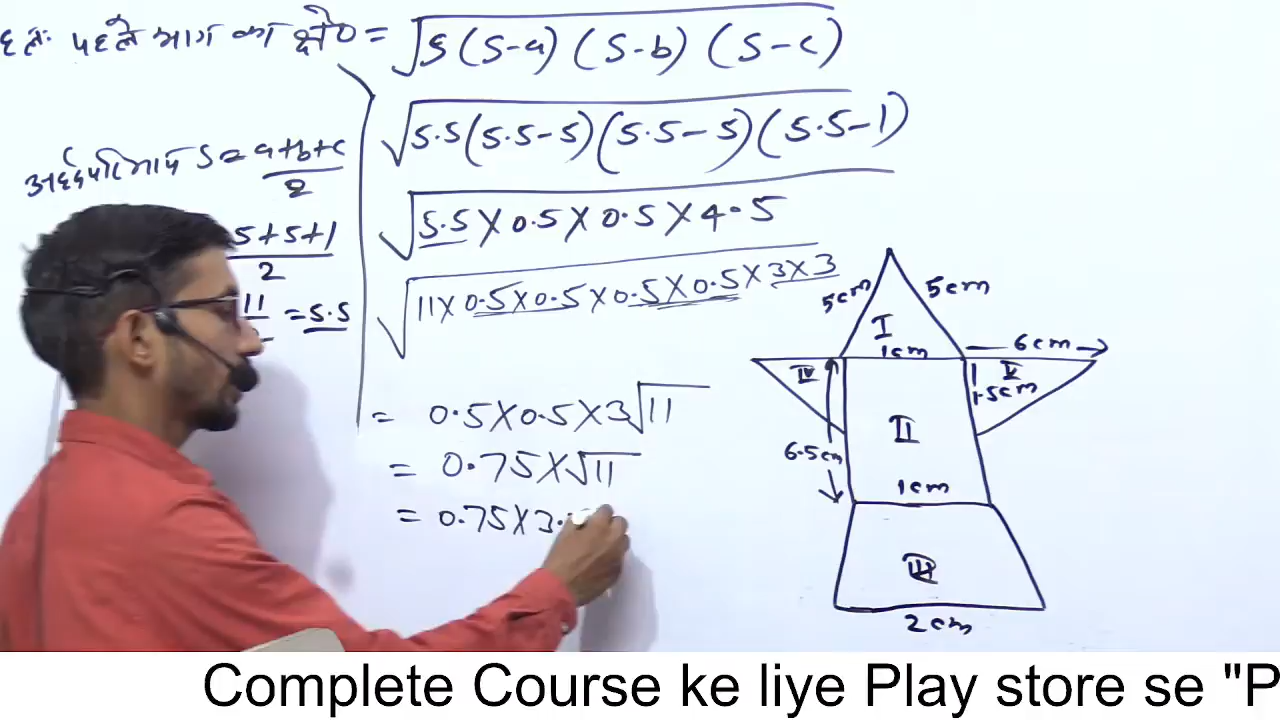 हल: पहले भाग का क्षे० = √s(s-a)(s-b)(s-c)
√5.5(5.5-5)(5.5-5)(5.5-1)
अर्द्धपरिमाप s = a+b+c
2
√5.5×0.5×0.5×4.5
5+5+1
2
√11×0.5×0.5×0.5×0.5×3×3
11 = 5.5
= 0.5×0.5×3√11
= 0.75×√11
= 0.75×3.
5cm
5cm
I
1cm
6cm
IV
V
1.5cm
II
6.5cm
1cm
III
2cm
Complete Course ke liye Play store se "P